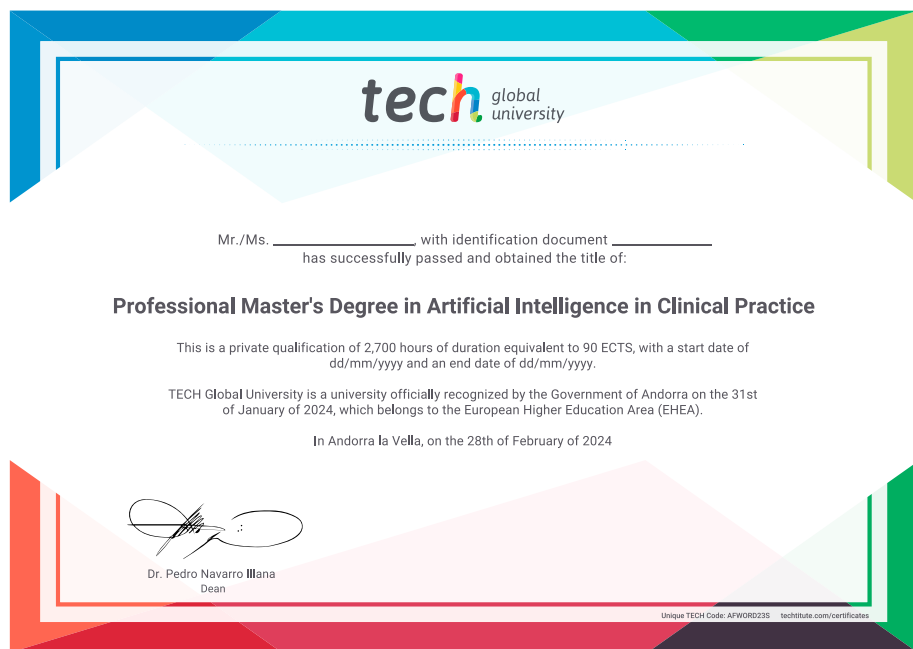 tech global university
Mr./Ms. ____________, with identification document ____________
has successfully passed and obtained the title of:
Professional Master's Degree in Artificial Intelligence in Clinical Practice
This is a private qualification of 2,700 hours of duration equivalent to 90 ECTS, with a start date of
dd/mm/yyyy and an end date of dd/mm/yyyy.
TECH Global University is a university officially recognized by the Government of Andorra on the 31st
of January of 2024, which belongs to the European Higher Education Area (EHEA).
In Andorra la Vella, on the 28th of February of 2024
Dr. Pedro Navarro Illana
Dean
Unique TECH Code: AFWORD23S techtitute.com/certificates